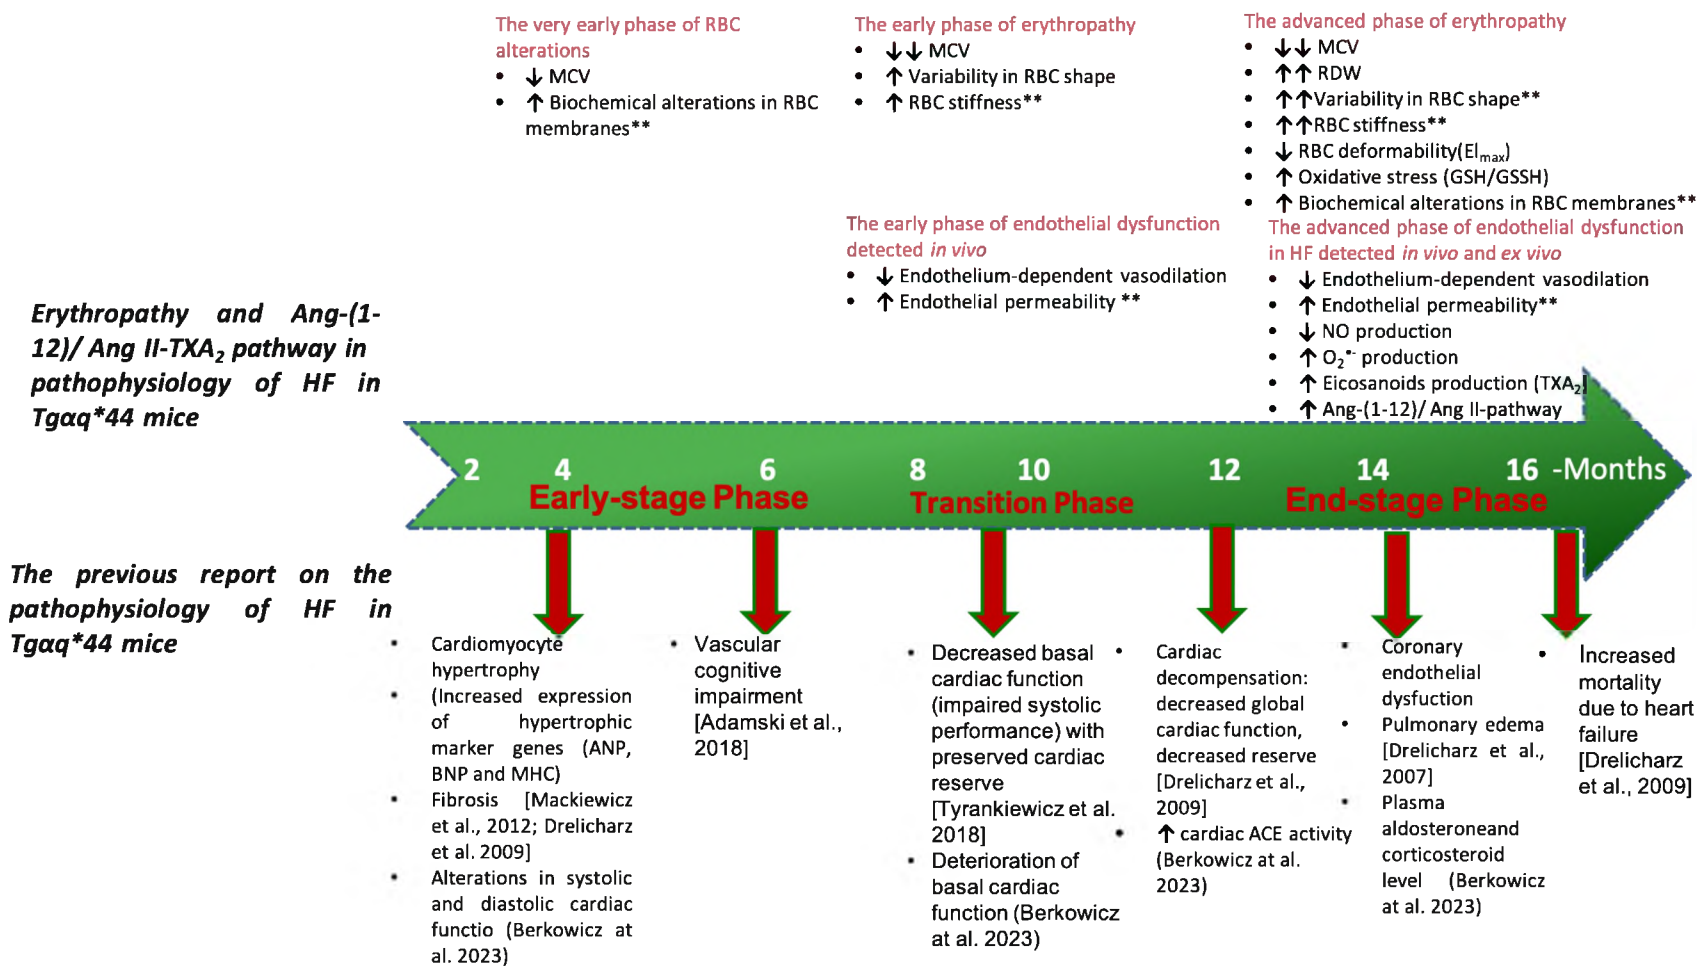 The very early phase of RBC
alterations
• ↓ MCV
• ↑ Biochemical alterations in RBC
membranes**
The early phase of erythropathy
• ↓↓ MCV
• ↑ Variability in RBC shape
• ↑ RBC stiffness**
The advanced phase of erythropathy
• ↓↓ MCV
• ↑↑ RDW
• ↑↑Variability in RBC shape**
• ↑↑RBC stiffness**
• ↓ RBC deformability(EImax)
• ↑ Oxidative stress (GSH/GSSH)
• ↑ Biochemical alterations in RBC membranes**
The early phase of endothelial dysfunction
detected in vivo
• ↓ Endothelium-dependent vasodilation
• ↑ Endothelial permeability **
The advanced phase of endothelial dysfunction
in HF detected in vivo and ex vivo
• ↓ Endothelium-dependent vasodilation
• ↑ Endothelial permeability**
• ↓ NO production
• ↑ O2•- production
• ↑ Eicosanoids production (TXA2)
• ↑ Ang-(1-12)/ Ang II-pathway
Erythropathy and Ang-(1-
12)/ Ang II-TXA2 pathway in
pathophysiology of HF in
Tgαq*44 mice
2 4 6 8 10 12 14 16 -Months
Early-stage Phase Transition Phase End-stage Phase
The previous report on the
pathophysiology of HF in
Tgαq*44 mice
• Cardiomyocyte
hypertrophy
• (Increased expression
of hypertrophic
marker genes (ANP,
BNP and MHC)
• Fibrosis [Mackiewicz
et al., 2012; Drelicharz
et al. 2009]
• Alterations in systolic
and diastolic cardiac
functio (Berkowicz at
al. 2023)
• Vascular
cognitive
impairment
[Adamski et al.,
2018]
• Decreased basal
cardiac function
(impaired systolic
performance) with
preserved cardiac
reserve
[Tyrankiewicz et al.
2018]
• Deterioration of
basal cardiac
function (Berkowicz
at al. 2023)
• Cardiac
decompensation:
decreased global
cardiac function,
decreased reserve
[Drelicharz et al.,
2009]
• ↑ cardiac ACE activity
(Berkowicz at al.
2023)
• Coronary
endothelial
dysfuction
• Pulmonary edema
[Drelicharz et al.,
2007]
• Plasma
aldosteroneand
corticosteroid
level (Berkowicz
at al. 2023)
• Increased
mortality
due to heart
failure
[Drelicharz
et al., 2009]